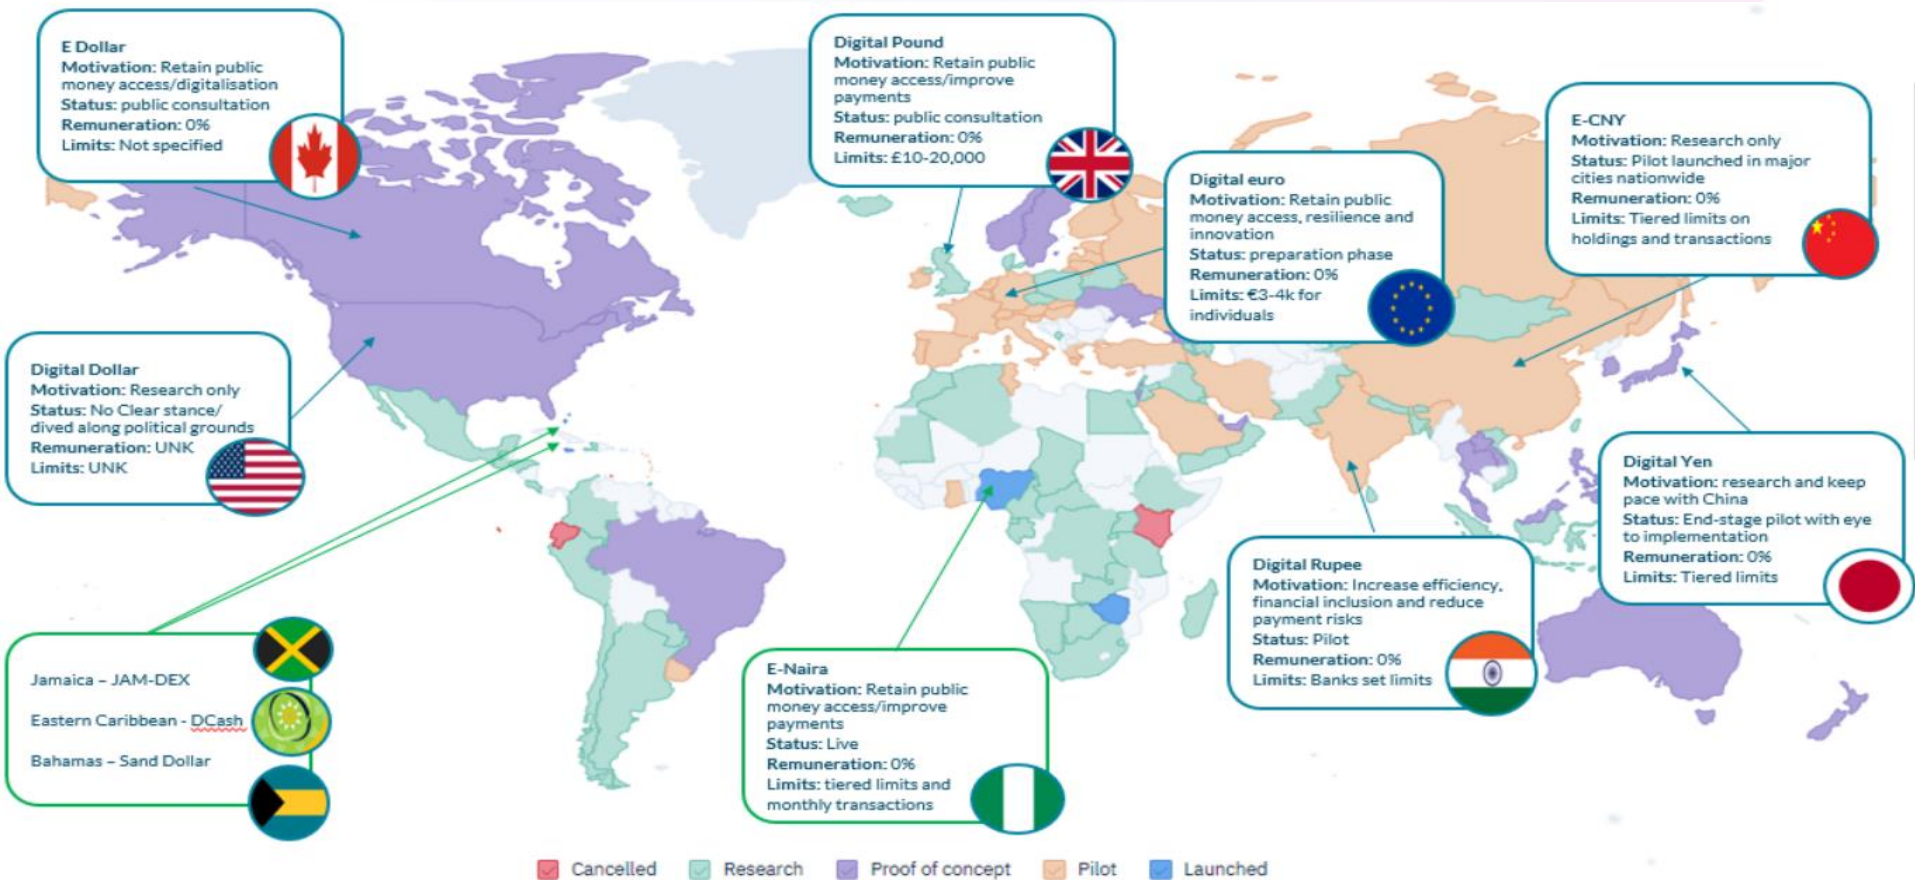 E Dollar
Motivation: Retain public
money access/digitalisation
Status: public consultation
Remuneration: 0%
Limits: Not specified
Digital Pound
Motivation: Retain public
money access/improve
payments
Status: public consultation
Remuneration: 0%
Limits: £10-20,000
Digital euro
Motivation: Retain public
money access, resilience and
innovation
Status: preparation phase
Remuneration: 0%
Limits: €3-4k for
individuals
E-CNY
Motivation: Research only
Status: Pilot launched in major
cities nationwide
Remuneration: 0%
Limits: Tiered limits on
holdings and transactions
Digital Dollar
Motivation: Research only
Status: No Clear stance/
dived along political grounds
Remuneration: UNK
Limits: UNK
Digital Yen
Motivation: research and keep
pace with China
Status: End-stage pilot with eye
to implementation
Remuneration: 0%
Limits: Tiered limits
Digital Rupee
Motivation: Increase efficiency,
financial inclusion and reduce
payment risks
Status: Pilot
Remuneration: 0%
Limits: Banks set limits
Jamaica – JAM-DEX
Eastern Caribbean - DCash
Bahamas – Sand Dollar
E-Naira
Motivation: Retain public
money access/improve
payments
Status: Live
Remuneration: 0%
Limits: tiered limits and
monthly transactions
Cancelled Research Proof of concept Pilot Launched